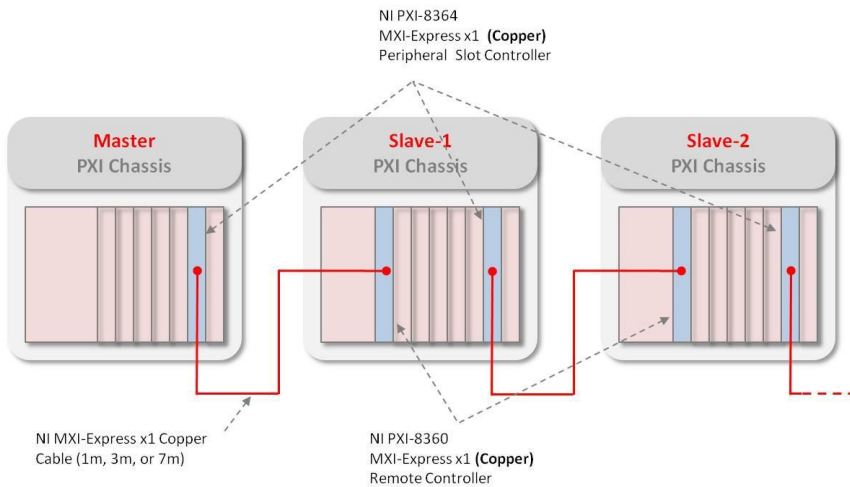 NI PXI-8364
MXI-Express x1 (Copper)
Peripheral Slot Controller
Master
PXI Chassis
Slave-1
PXI Chassis
Slave-2
PXI Chassis
NI MXI-Express x1 Copper
Cable (1m, 3m, or 7m)
NI PXI-8360
MXI-Express x1 (Copper)
Remote Controller